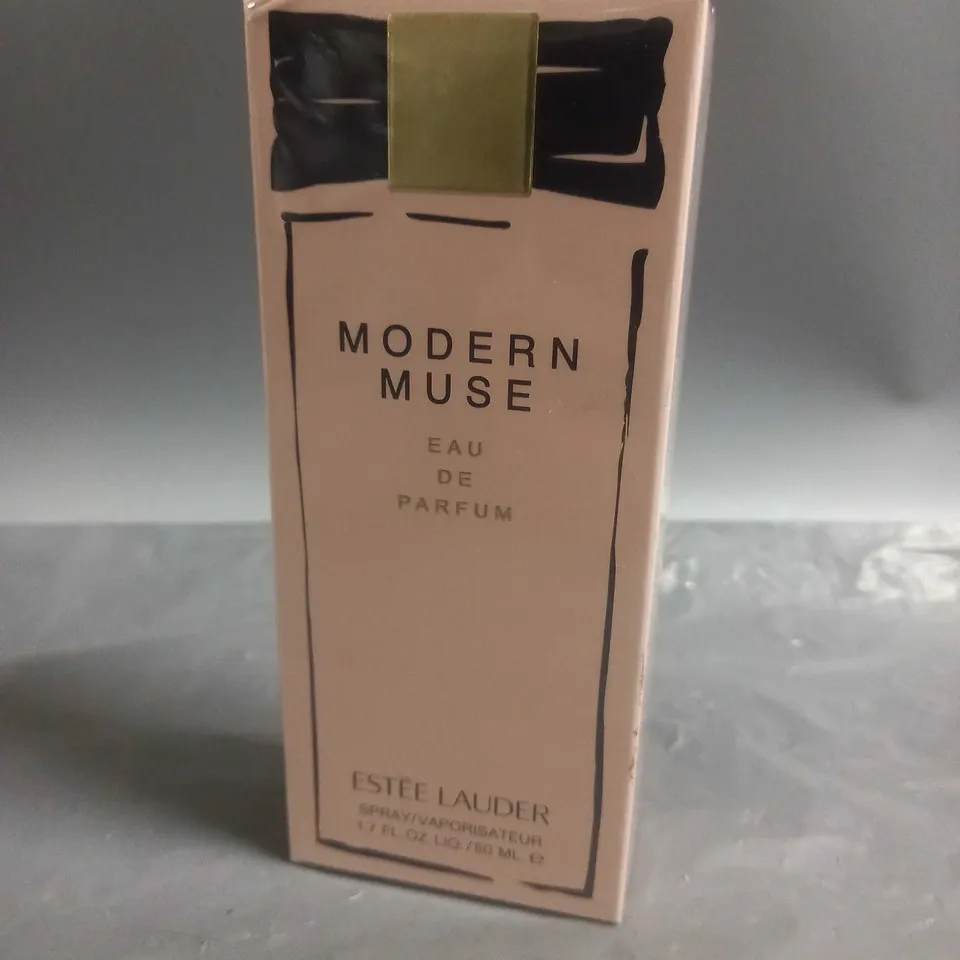 MODERN
MUSE
EAU
DE
PARFUM
ESTĒE LAUDER
SPRAY/VAPORISATEUR
1.7 FL. OZ. LIQ./50 ML ℮